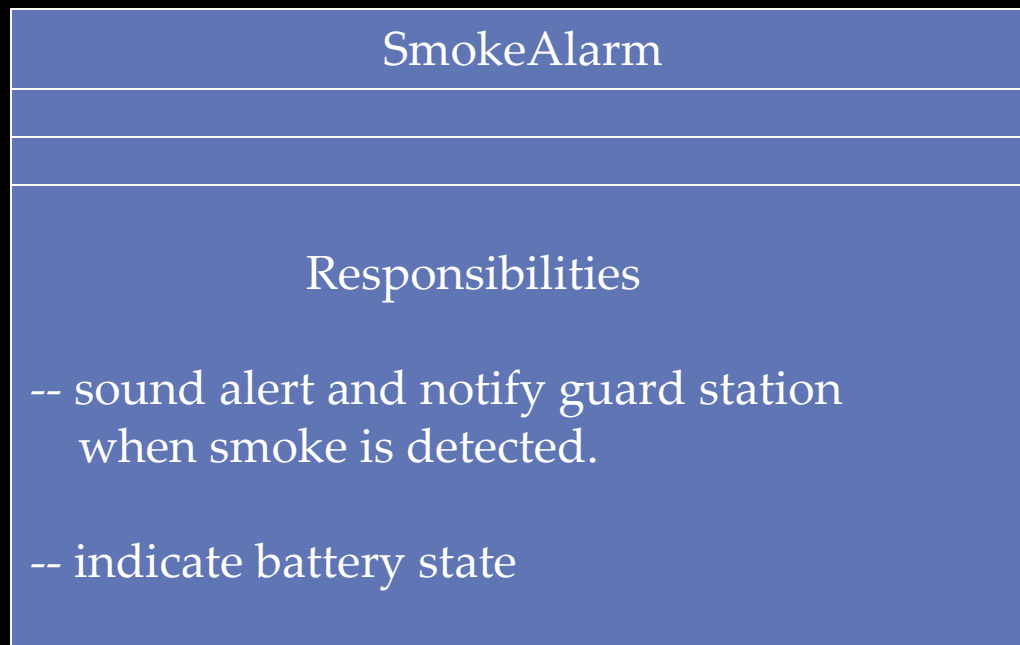 SmokeAlarm
Responsibilities
-- sound alert and notify guard station
when smoke is detected.
-- indicate battery state